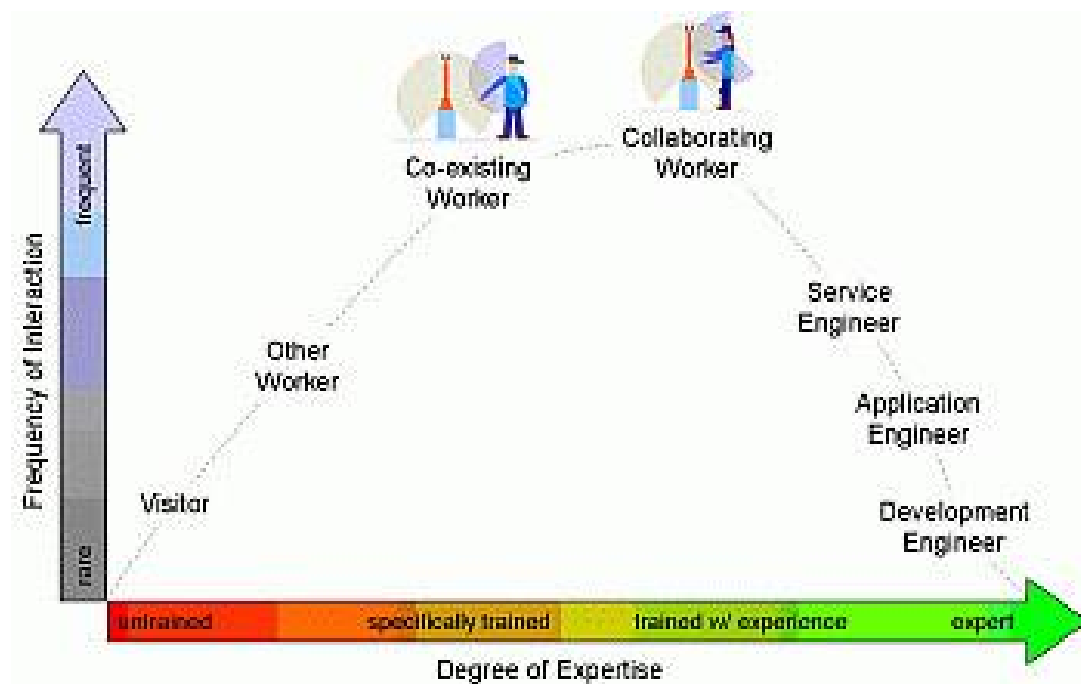 Collaborating
Worker
Co-existing
Worker
frequent
Frequency of Interaction
Service
Engineer
Other
Worker
Application
Engineer
Visitor
Development
Engineer
rare
untrained
specifically trained
trained w/ experience
expert
Degree of Expertise